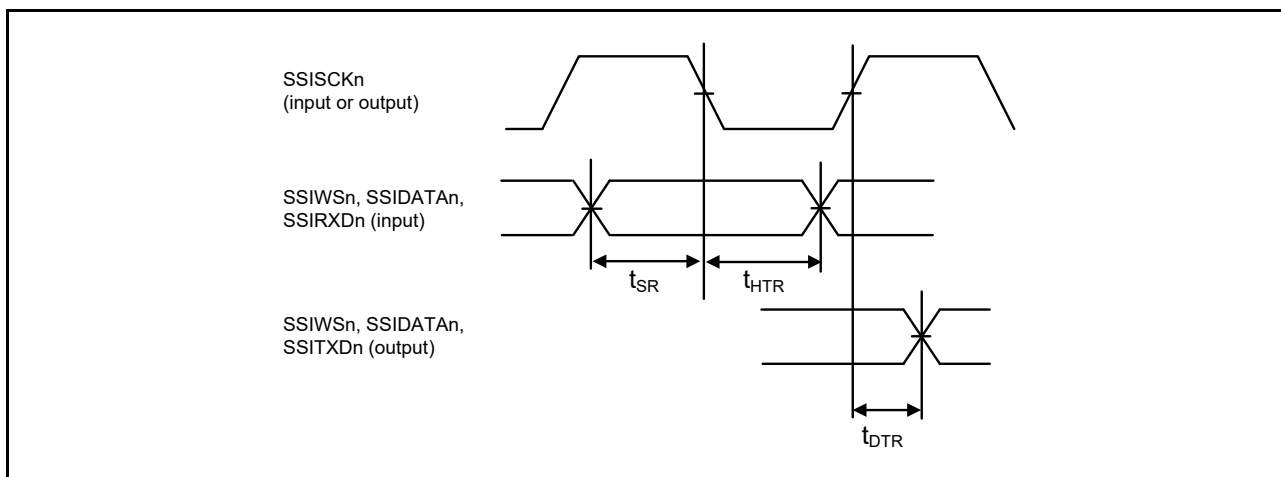 SSISCKn
(input or output)
SSIWSn, SSIDATAn,
SSIRXDn (input)
tSR
tHTR
SSIWSn, SSIDATAn,
SSITXDn (output)
tDTR